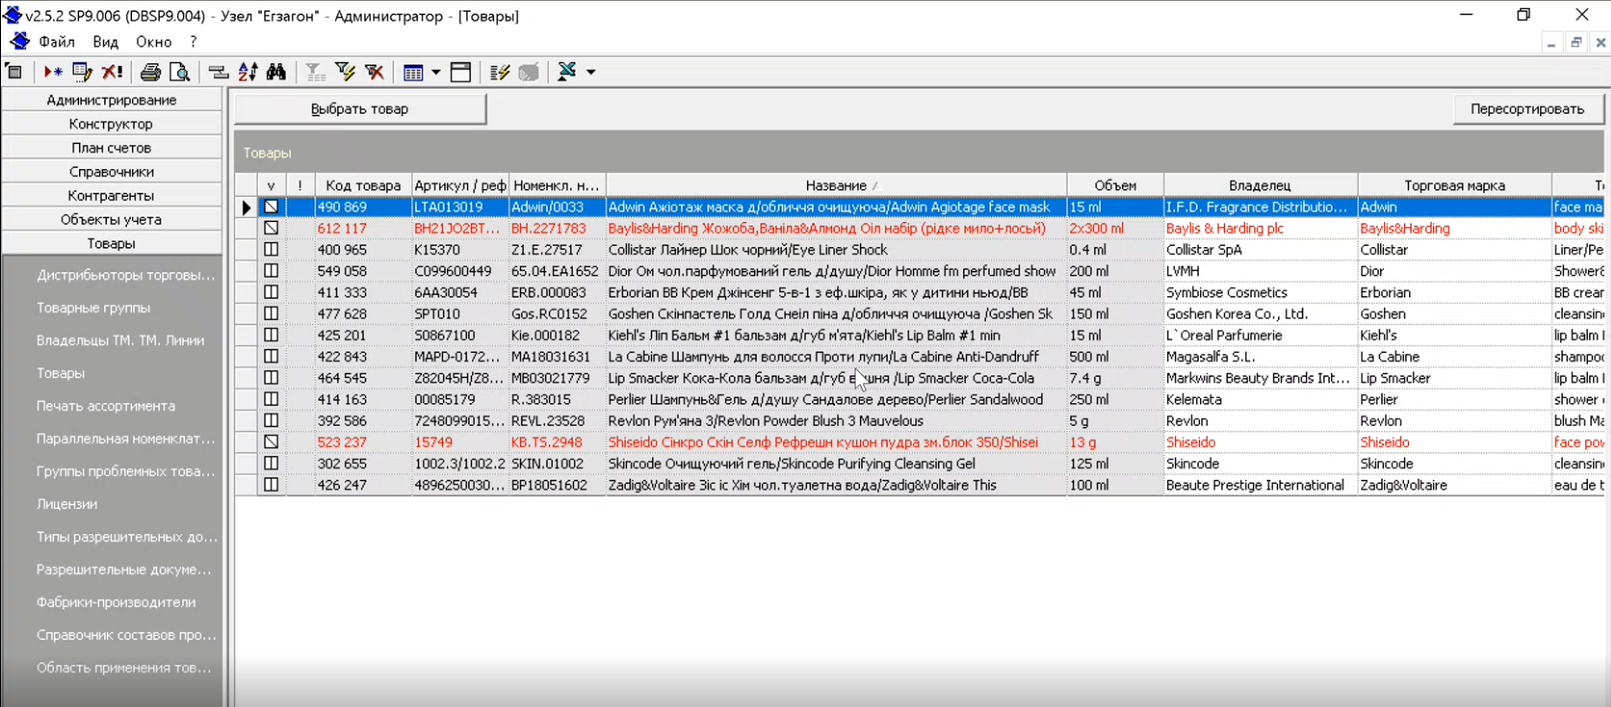 v2.5.2 SP9.006 (DBSP9.004) - Узел "Егзагон" - Администратор - [Товары]
Файл Вид Окно ?
Администрирование
Конструктор
План счетов
Справочники
Контрагенты
Объекты учета
Товары
Дистрибьюторы торговы...
Товарные группы
Владельцы ТМ. ТМ. Линии
Товары
Печать ассортимента
Параллельная номенклат...
Группы проблемных това...
Лицензии
Типы разрешительных до...
Разрешительные докуме...
Фабрики-производители
Справочник составов про...
Область применения тов...
Выбрать товар Пересортировать
Товары
v ! Код товара Артикул / реф Номенкл. н... Название Объем Владелец Торговая марка
490 869 LTA013019 Adwin/0033 Adwin Ажіотаж маска д/обличчя очищуюча/Adwin Agiotage face mask 15 ml I.F.D. Fragrance Distributio... Adwin face ma
612 117 BH21JO2BT... BH.2271783 Baylis&Harding Жожоба,Ваніла&Алмонд Оіл набір (рідке мило+лосьй) 2x300 ml Baylis & Harding plc Baylis&Harding body ski
400 965 K15370 Z1.E.27517 Collistar Лайнер Шок чорний/Eye Liner Shock 0.4 ml Collistar SpA Collistar Liner/Pe
549 058 C099600449 65.04.EA1652 Dior Ом чол.парфумований гель д/душу/Dior Homme fm perfumed show 200 ml LVMH Dior Shower&
411 333 6AA30054 ERB.000083 Erborian BB Крем Джінсенг 5-в-1 з еф.шкіра, як у дитини ньюд/BB 45 ml Symbiose Cosmetics Erborian BB crear
477 628 SPT010 Gos.RC0152 Goshen Скінпастель Голд Снеіл піна д/обличчя очищуюча /Goshen Sk 150 ml Goshen Korea Co., Ltd. Goshen cleansin
425 201 S0867100 Kie.000182 Kiehl's Ліп Бальм #1 бальзам д/губ м'ята/Kiehl's Lip Balm #1 min 15 ml L`Oreal Parfumerie Kiehl's lip balm I
422 843 MAPD-0172... MA18031631 La Cabine Шампунь для волосся Проти лупи/La Cabine Anti-Dandruff 500 ml Magasalfa S.L. La Cabine shampoo
464 545 Z82045H/Z8... MB03021779 Lip Smacker Кока-Кола бальзам д/губ /Lip Smacker Coca-Cola 7.4 g Markwins Beauty Brands Int... Lip Smacker lip balm I
414 163 00085179 R.383015 Perlier Шампунь&Гель д/душу Сандалове дерево/Perlier Sandalwood 250 ml Kelemata Perlier shower
392 586 7248099015... REVL.23528 Revlon Рум'яна 3/Revlon Powder Blush 3 Mauvelous 5 g Revlon Revlon blush Ma
523 237 15749 KB.TS.2948 Shiseido Сінкро Скін Селф Рефрешн кушон пудра зм.блок 350/Shisei 13 g Shiseido Shiseido face pov
302 655 1002.3/1002.2 SKIN.01002 Skincode Очищуючий гель/Skincode Purifying Cleansing Gel 125 ml Skincode Skincode cleansin
426 247 4896250030... BP18051602 Zadig&Voltaire Зіс іс Хім чол.туалетна вода/Zadig&Voltaire This 100 ml Beaute Prestige International Zadig&Voltaire eau de t